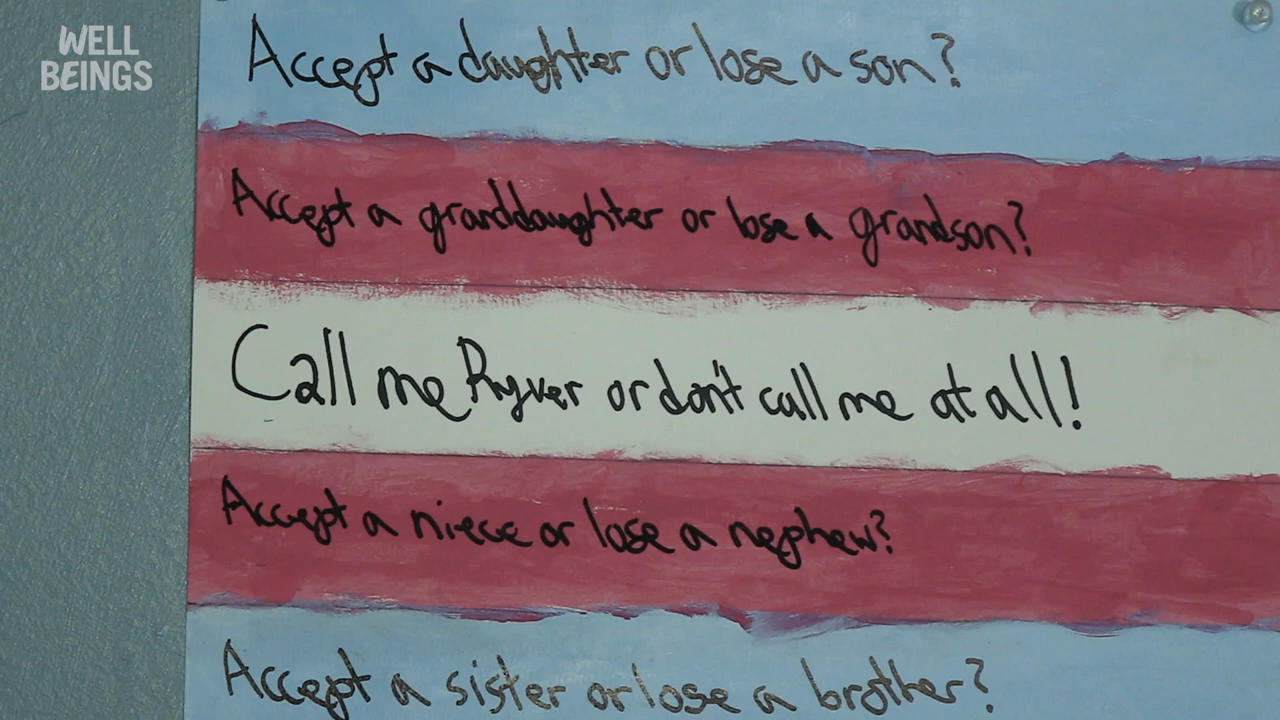 WELL
BEINGS
Accept a daughter or lose a son?
Accept a granddaughter or lose a grandson?
Call me Ryver or don't call me at all!
Accept a niece or lose a nephew?
Accept a sister or lose a brother?